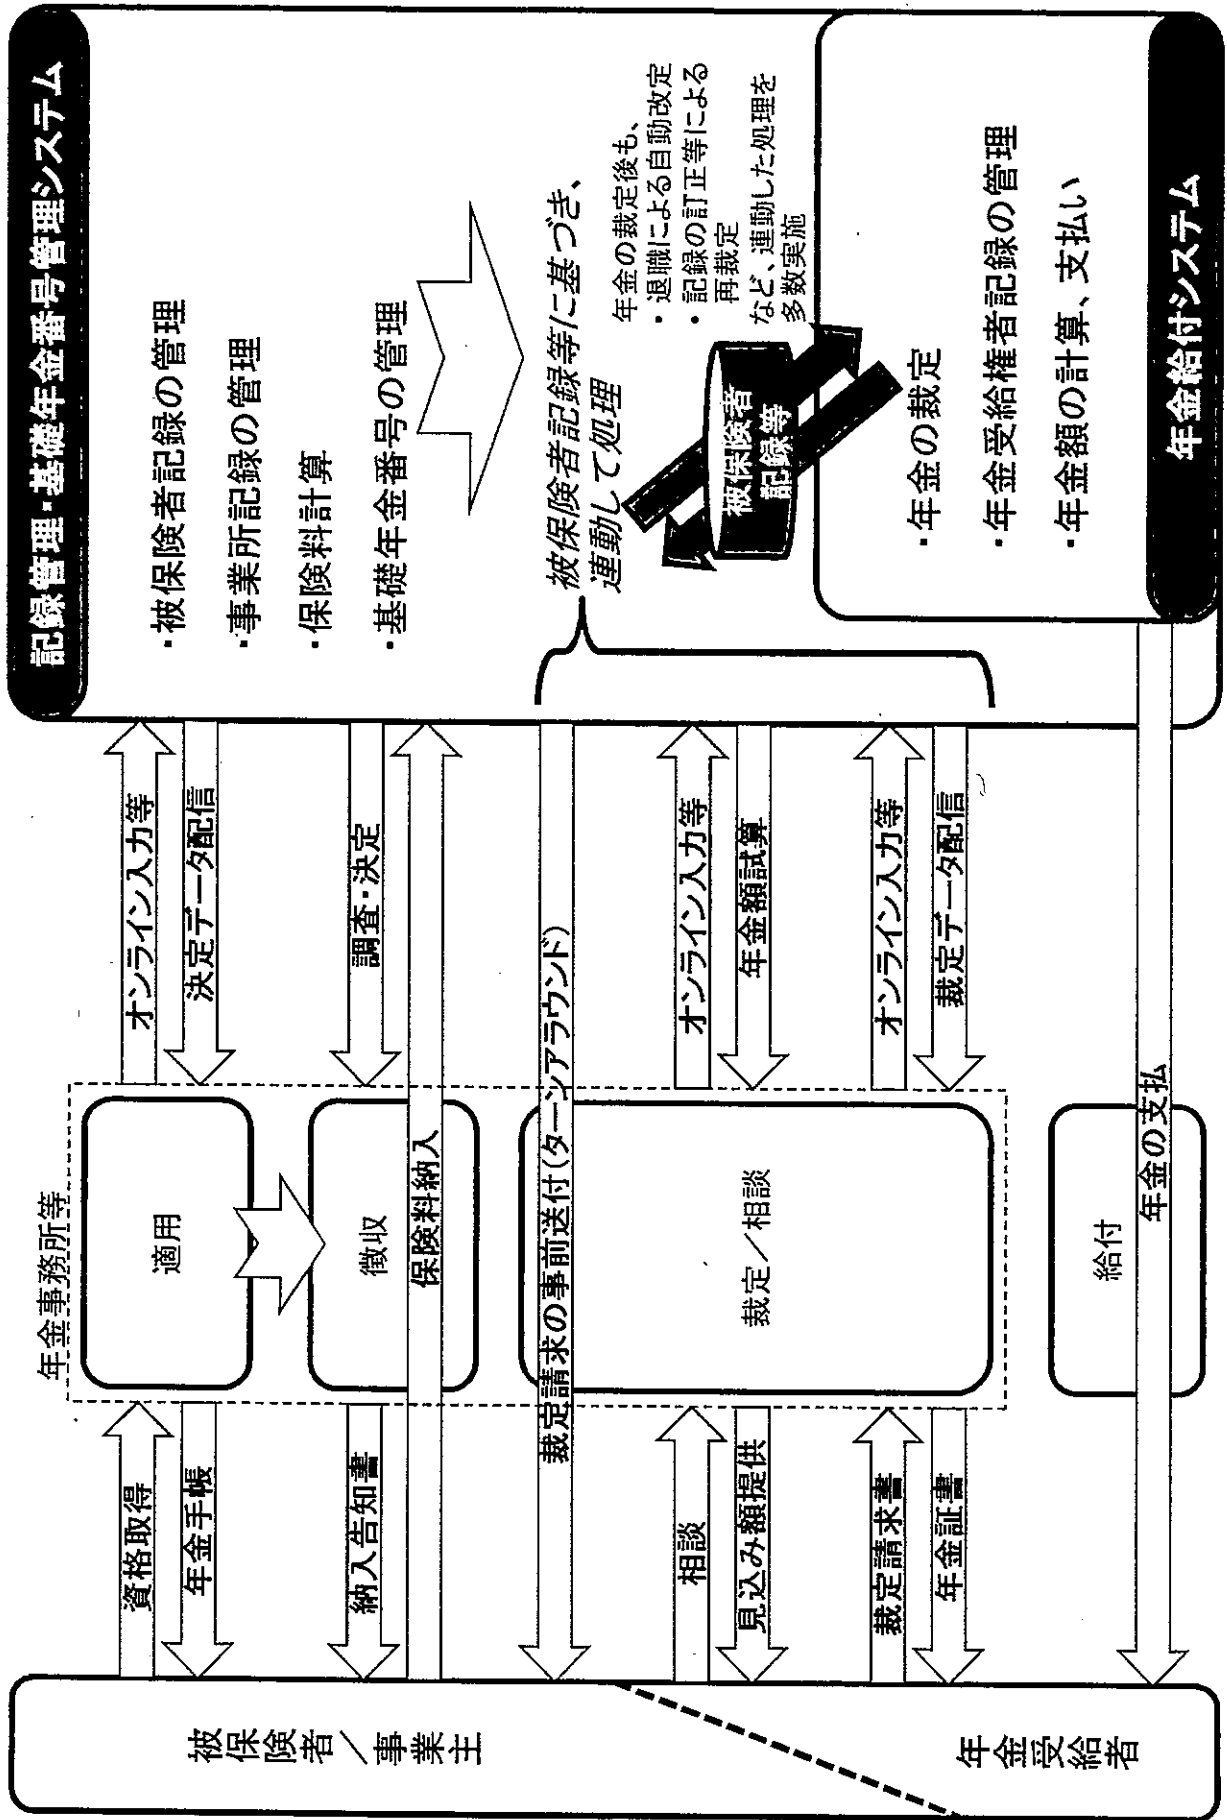 被保険者／事業主
年金受給者
資格取得
年金手帳
納入告知書
保険料納入
裁定請求の事前送付(ターンアラウンド)
相談
見込み額提供
裁定請求書
年金証書
年金の支払
年金事務所等
適用
徴収
裁定／相談
給付
オンライン入力等
決定データ配信
調査・決定
オンライン入力等
年金額試算
オンライン入力等
裁定データ配信
記録管理・基礎年金番号管理システム
・被保険者記録の管理
・事業所記録の管理
・保険料計算
・基礎年金番号の管理
被保険者記録等に基づき、
連動して処理
年金の裁定後も、
・退職による自動改定
・記録の訂正等による
再裁定
など、連動した処理を
多数実施
被保険者
記録等
・年金の裁定
・年金受給権者記録の管理
・年金額の計算、支払い
年金給付システム